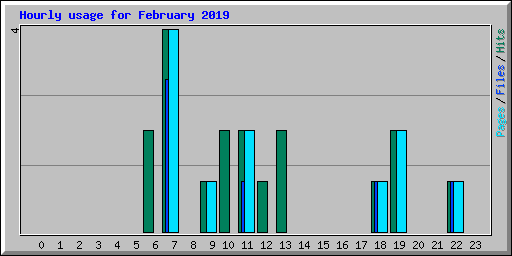 Hourly usage for February 2019
4
Pages / Files / Hits
0 1 2 3 4 5 6 7 8 9 10 11 12 13 14 15 16 17 18 19 20 21 22 23